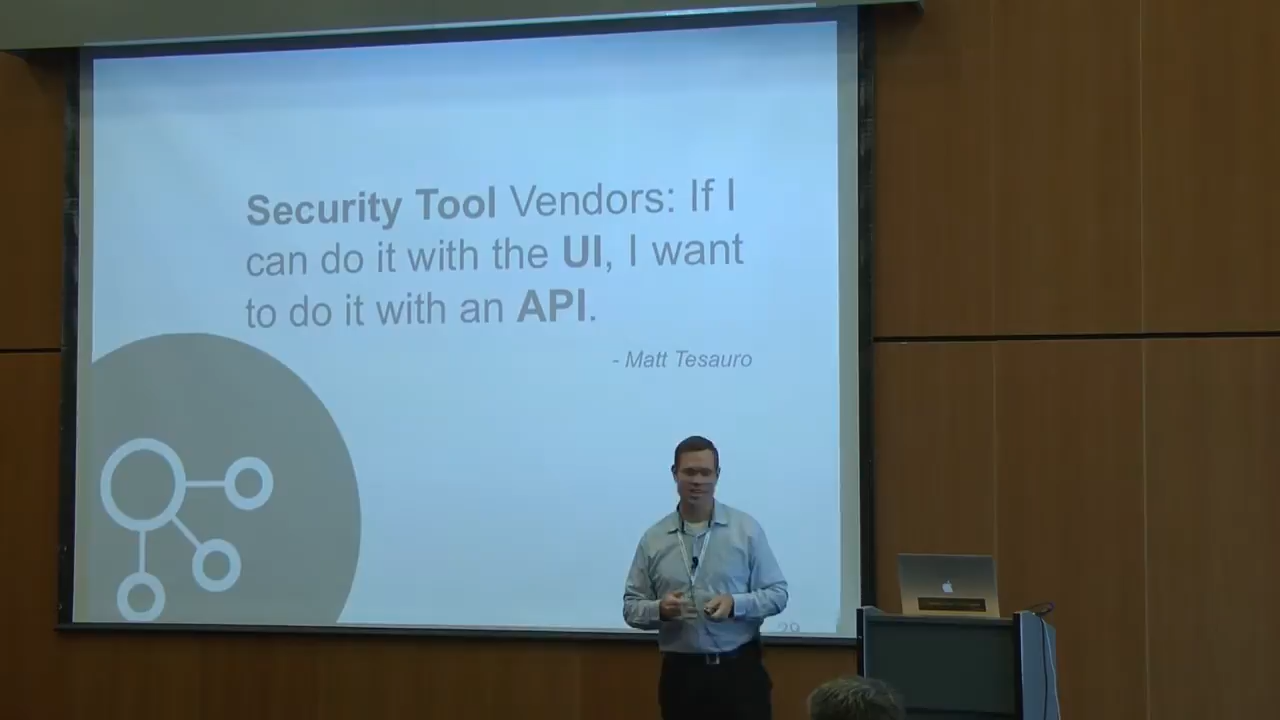 Security Tool Vendors: If I
can do it with the UI, I want
to do it with an API.
- Matt Tesauro
29